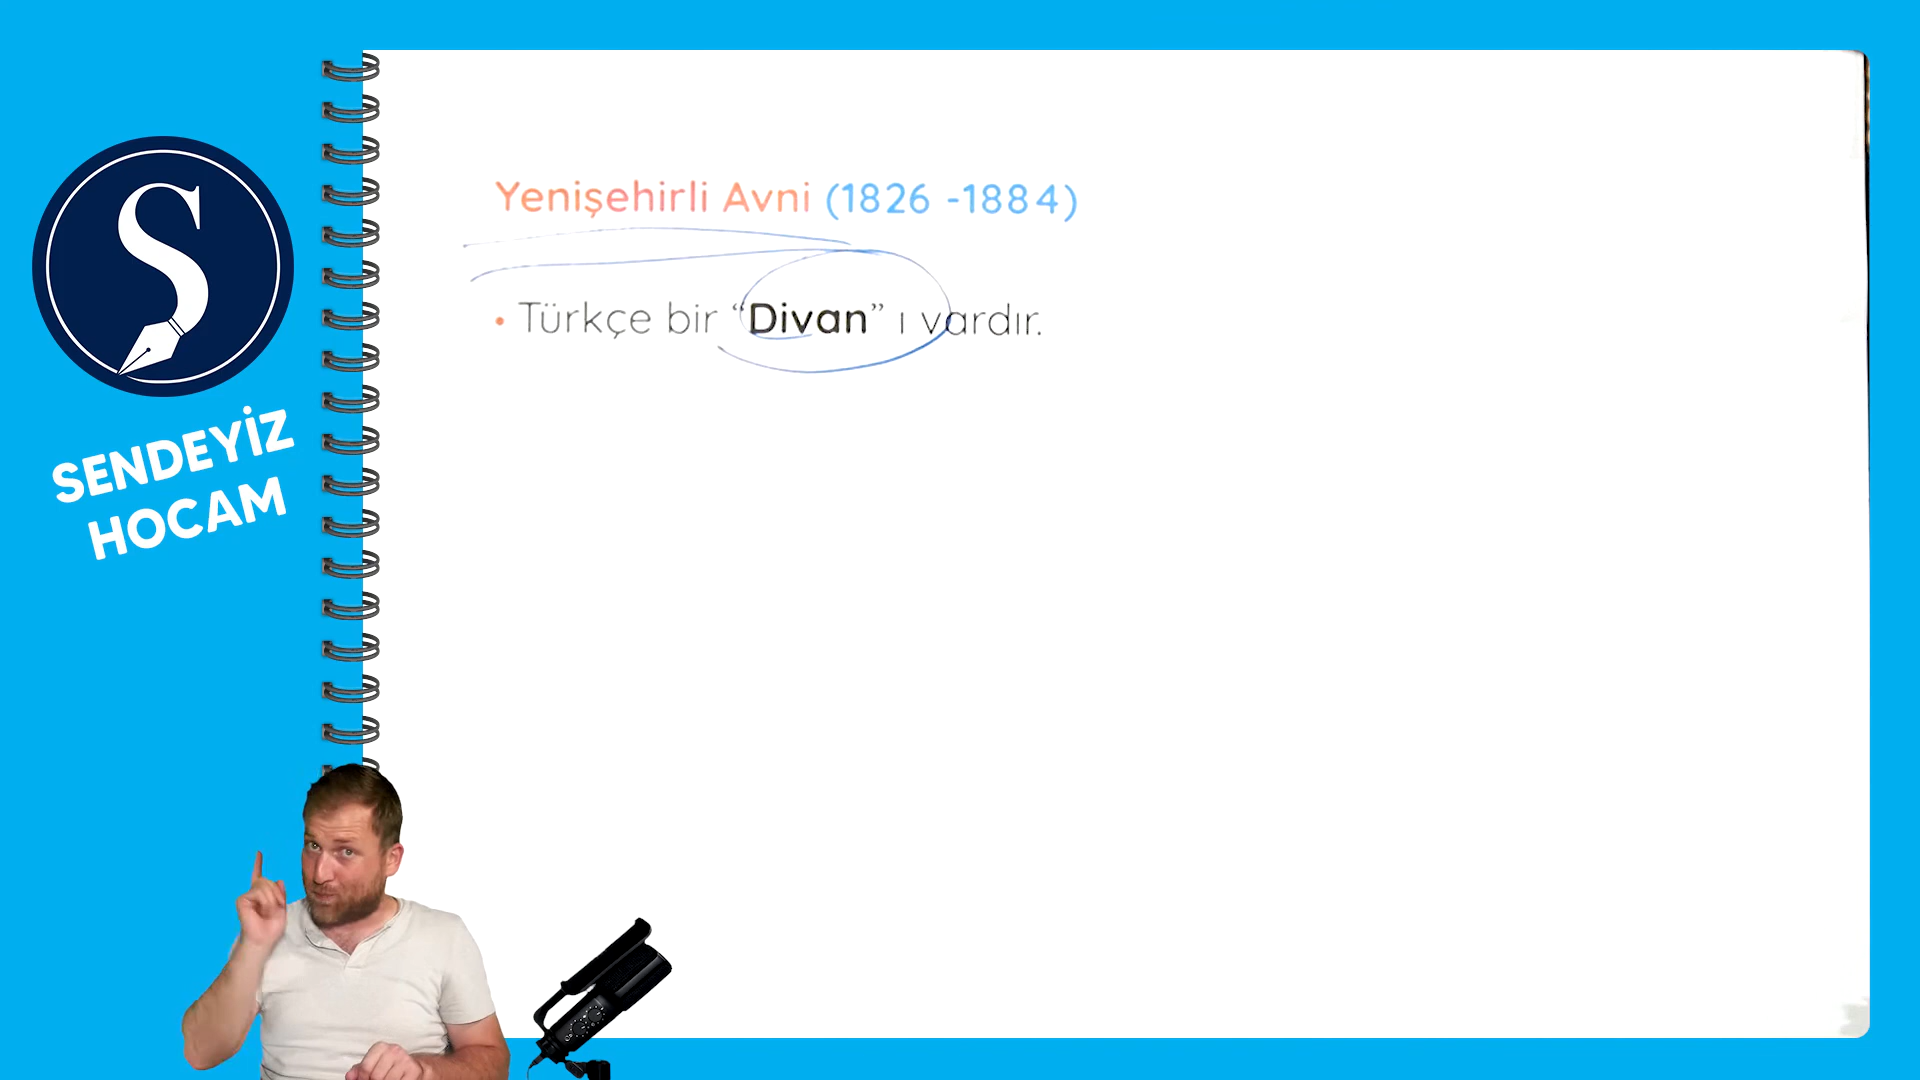 SENDEYİZ
HOCAM
Yenişehirli Avni (1826 -1884)
• Türkçe bir “Divan” ı vardır.